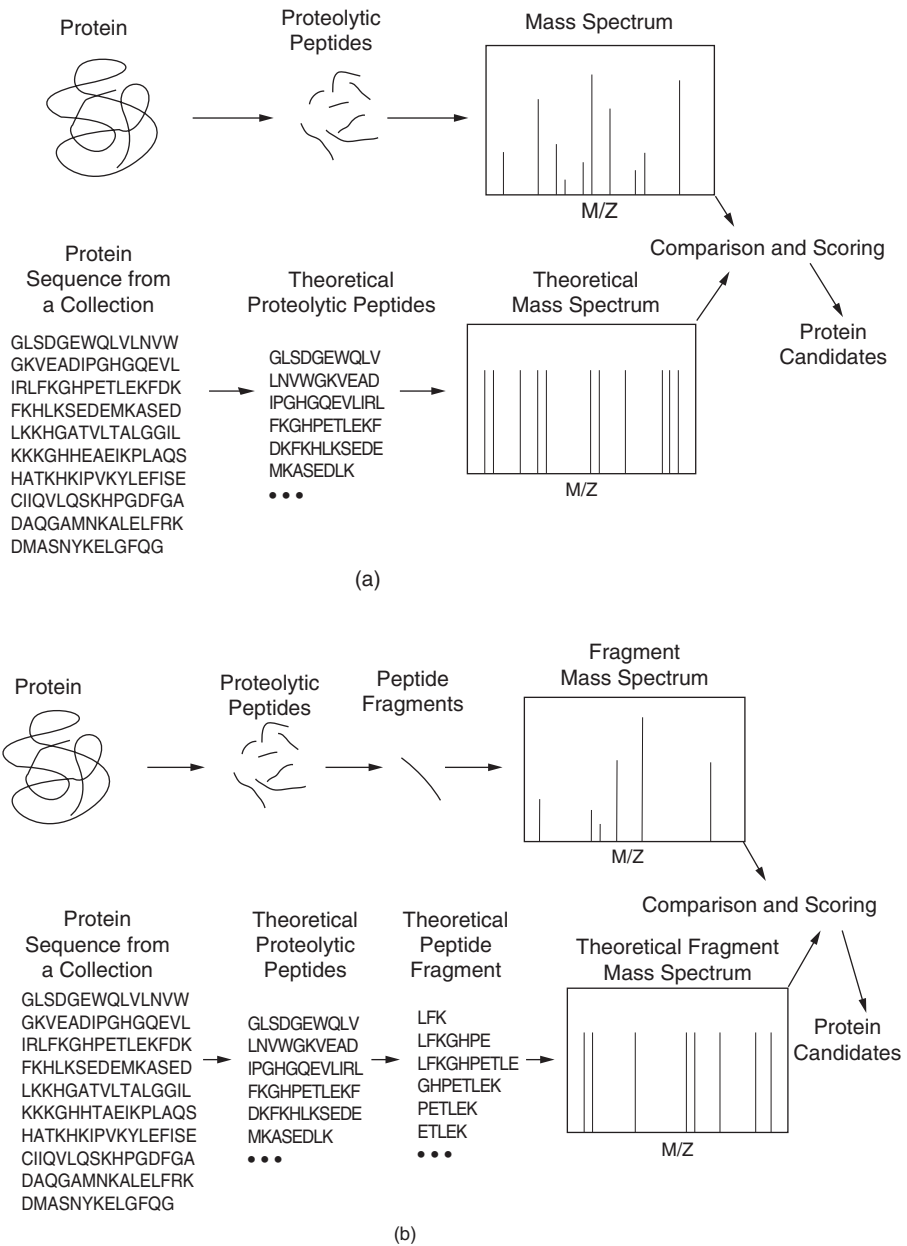 Protein
Proteolytic
Peptides
Mass Spectrum
M/Z
Comparison and Scoring
Protein
Candidates
Protein
Sequence from
a Collection
GLSDGEWQLVLNVW
GKVEADIPGHGQEVL
IRLFKGHPETLEKFDK
FKHLKSEDEMKASED
LKKHGATVLTALGGIL
KKKGHHEAEIKPLAQS
HATKHKIPVKYLEFISE
CIIQVLQSKHPGDFGA
DAQGAMNKALELFRK
DMASNYKELGFQG
Theoretical
Proteolytic Peptides
GLSDGEWQLV
LNVWGKVEAD
IPGHGQEVLIRL
FKGHPETLEKF
DKFKHLKSEDE
MKASEDLK
•••
Theoretical
Mass Spectrum
M/Z
(a)
Protein
Proteolytic
Peptides
Peptide
Fragments
Fragment
Mass Spectrum
M/Z
Comparison and Scoring
Protein
Candidates
Protein
Sequence from
a Collection
GLSDGEWQLVLNVW
GKVEADIPGHGQEVL
IRLFKGHPETLEKFDK
FKHLKSEDEMKASED
LKKHGATVLTALGGIL
KKKGHHTAEIKPLAQS
HATKHKIPVKYLEFISE
CIIQVLQSKHPGDFGA
DAQGAMNKALELFRK
DMASNYKELGFQG
Theoretical
Proteolytic
Peptides
GLSDGEWQLV
LNVWGKVEAD
IPGHGQEVLIRL
FKGHPETLEKF
DKFKHLKSEDE
MKASEDLK
•••
Theoretical
Peptide
Fragment
LFK
LFKGHPE
LFKGHPETLE
GHPETLEK
PETLEK
ETLEK
•••
Theoretical Fragment
Mass Spectrum
M/Z
(b)